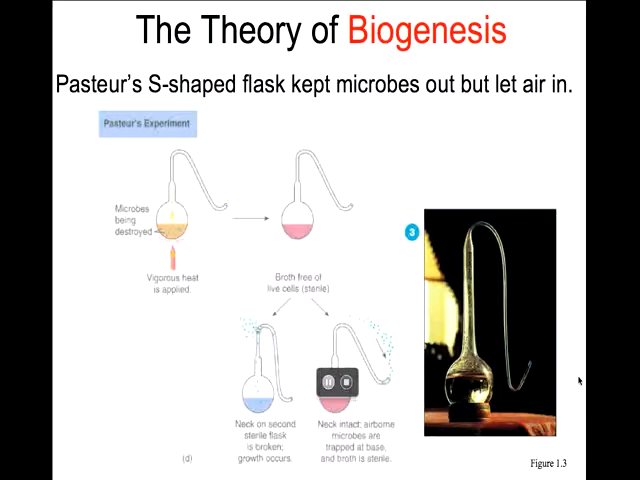 The Theory of Biogenesis
Pasteur's S-shaped flask kept microbes out but let air in.
Pasteur's Experiment
Microbes
being
destroyed
Vigorous heat
is applied.
Broth free of
live cells (sterile)
3
Neck on second
sterile flask
is broken;
growth occurs.
Neck intact; airborne
microbes are
trapped at base,
and broth is sterile.
(d)
Figure 1.3